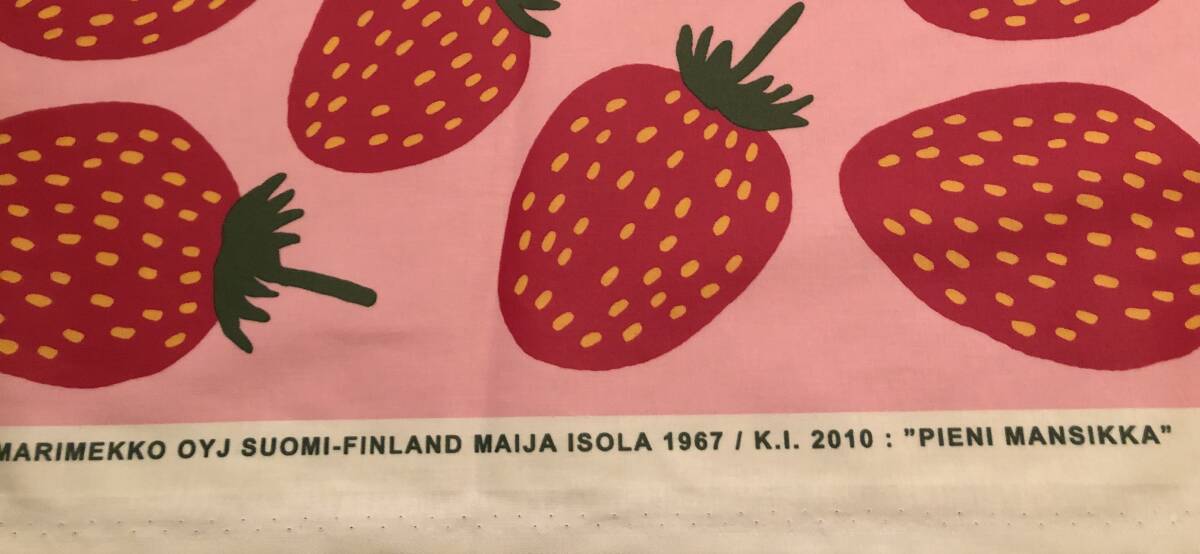 MARIMEKKO OYJ SUOMI-FINLAND MAIJA ISOLA 1967 / K.I. 2010 : "PIENI MANSIKKA"